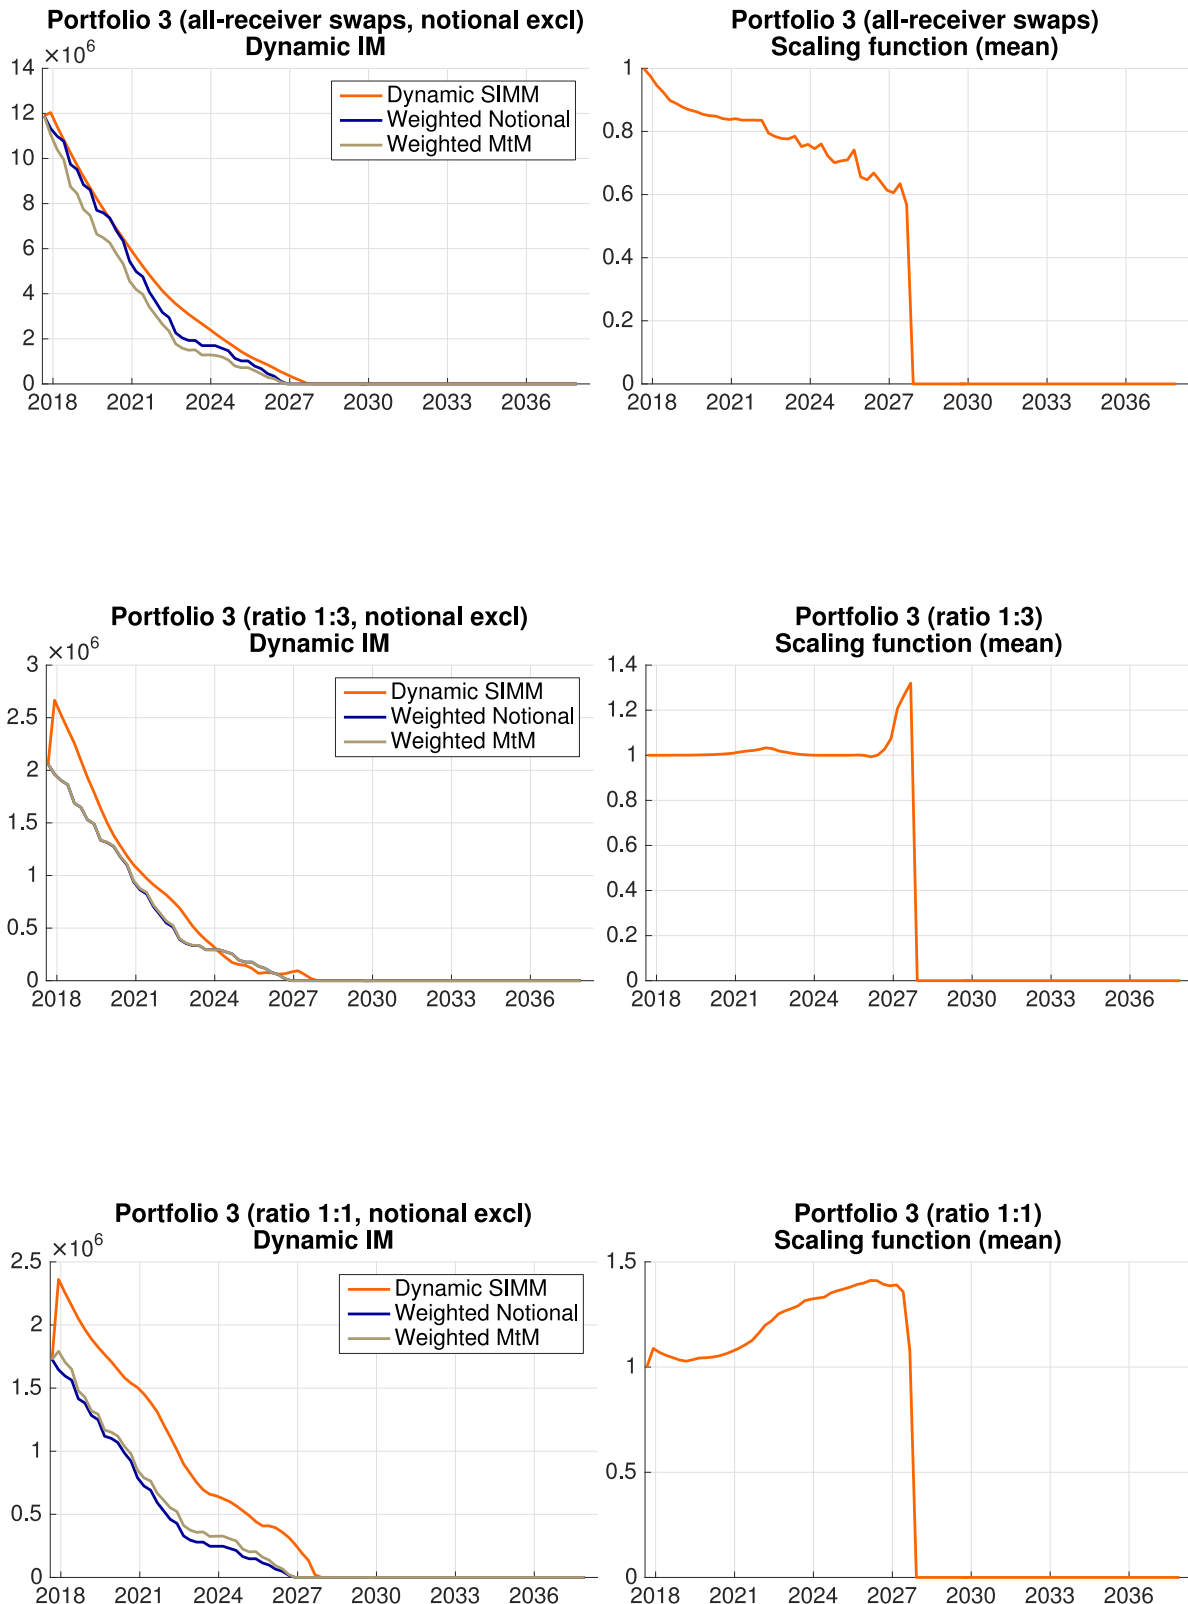 Portfolio 3 (all-receiver swaps, notional excl)
Dynamic IM
×10⁶
14
12
10
8
6
4
2
0
2018 2021 2024 2027 2030 2033 2036
Dynamic SIMM
Weighted Notional
Weighted MtM
Portfolio 3 (all-receiver swaps)
Scaling function (mean)
1
0.8
0.6
0.4
0.2
0
2018 2021 2024 2027 2030 2033 2036
Portfolio 3 (ratio 1:3, notional excl)
Dynamic IM
×10⁶
3
2.5
2
1.5
1
0.5
0
2018 2021 2024 2027 2030 2033 2036
Dynamic SIMM
Weighted Notional
Weighted MtM
Portfolio 3 (ratio 1:3)
Scaling function (mean)
1.4
1.2
1
0.8
0.6
0.4
0.2
0
2018 2021 2024 2027 2030 2033 2036
Portfolio 3 (ratio 1:1, notional excl)
Dynamic IM
×10⁶
2.5
2
1.5
1
0.5
0
2018 2021 2024 2027 2030 2033 2036
Dynamic SIMM
Weighted Notional
Weighted MtM
Portfolio 3 (ratio 1:1)
Scaling function (mean)
1.5
1
0.5
0
2018 2021 2024 2027 2030 2033 2036